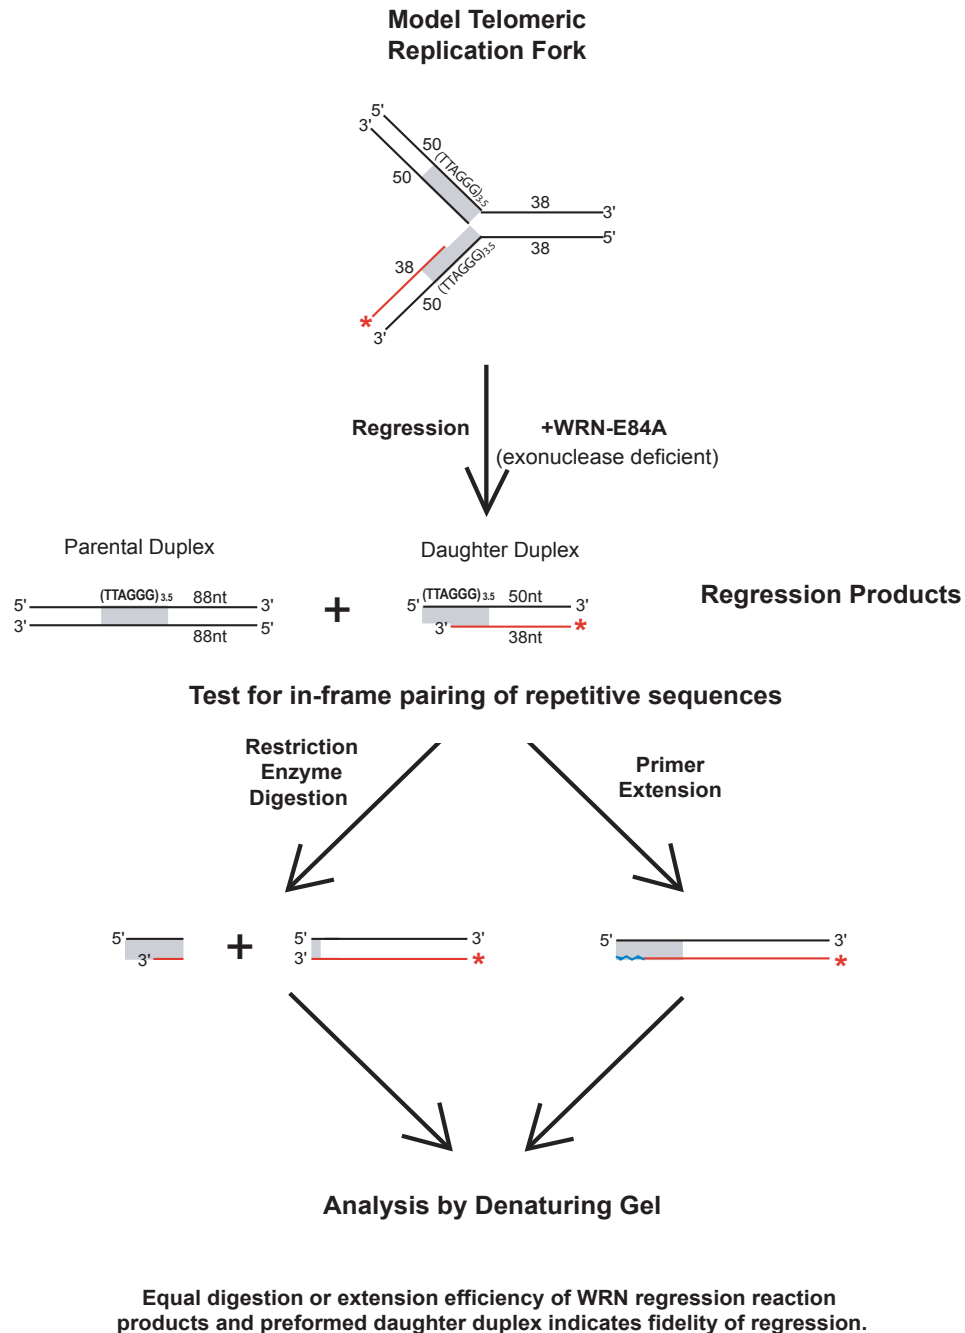 Model Telomeric
Replication Fork
5'
3'
50
(TTAGGG)3.5
50
38
3'
5'
38
38
(TTAGGG)3.5
50
*
3'
Regression
+WRN-E84A
(exonuclease deficient)
Parental Duplex
Daughter Duplex
(TTAGGG) 3.5 88nt
5' 3'
3' 5'
88nt
+
(TTAGGG) 3.5 50nt
5' 3'
3' *
38nt
Regression Products
Test for in-frame pairing of repetitive sequences
Restriction
Enzyme
Digestion
Primer
Extension
5'
3'
+
5' 3'
3' *
5' 3'
*
Analysis by Denaturing Gel
Equal digestion or extension efficiency of WRN regression reaction
products and preformed daughter duplex indicates fidelity of regression.